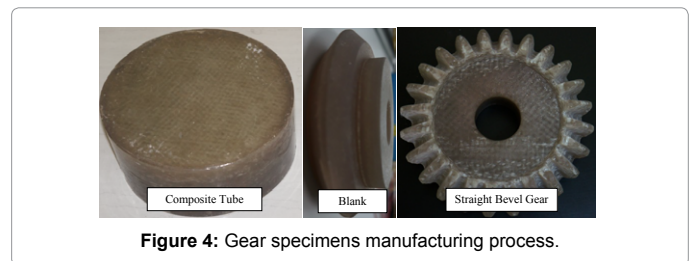 Composite Tube
Blank
Straight Bevel Gear
Figure 4: Gear specimens manufacturing process.